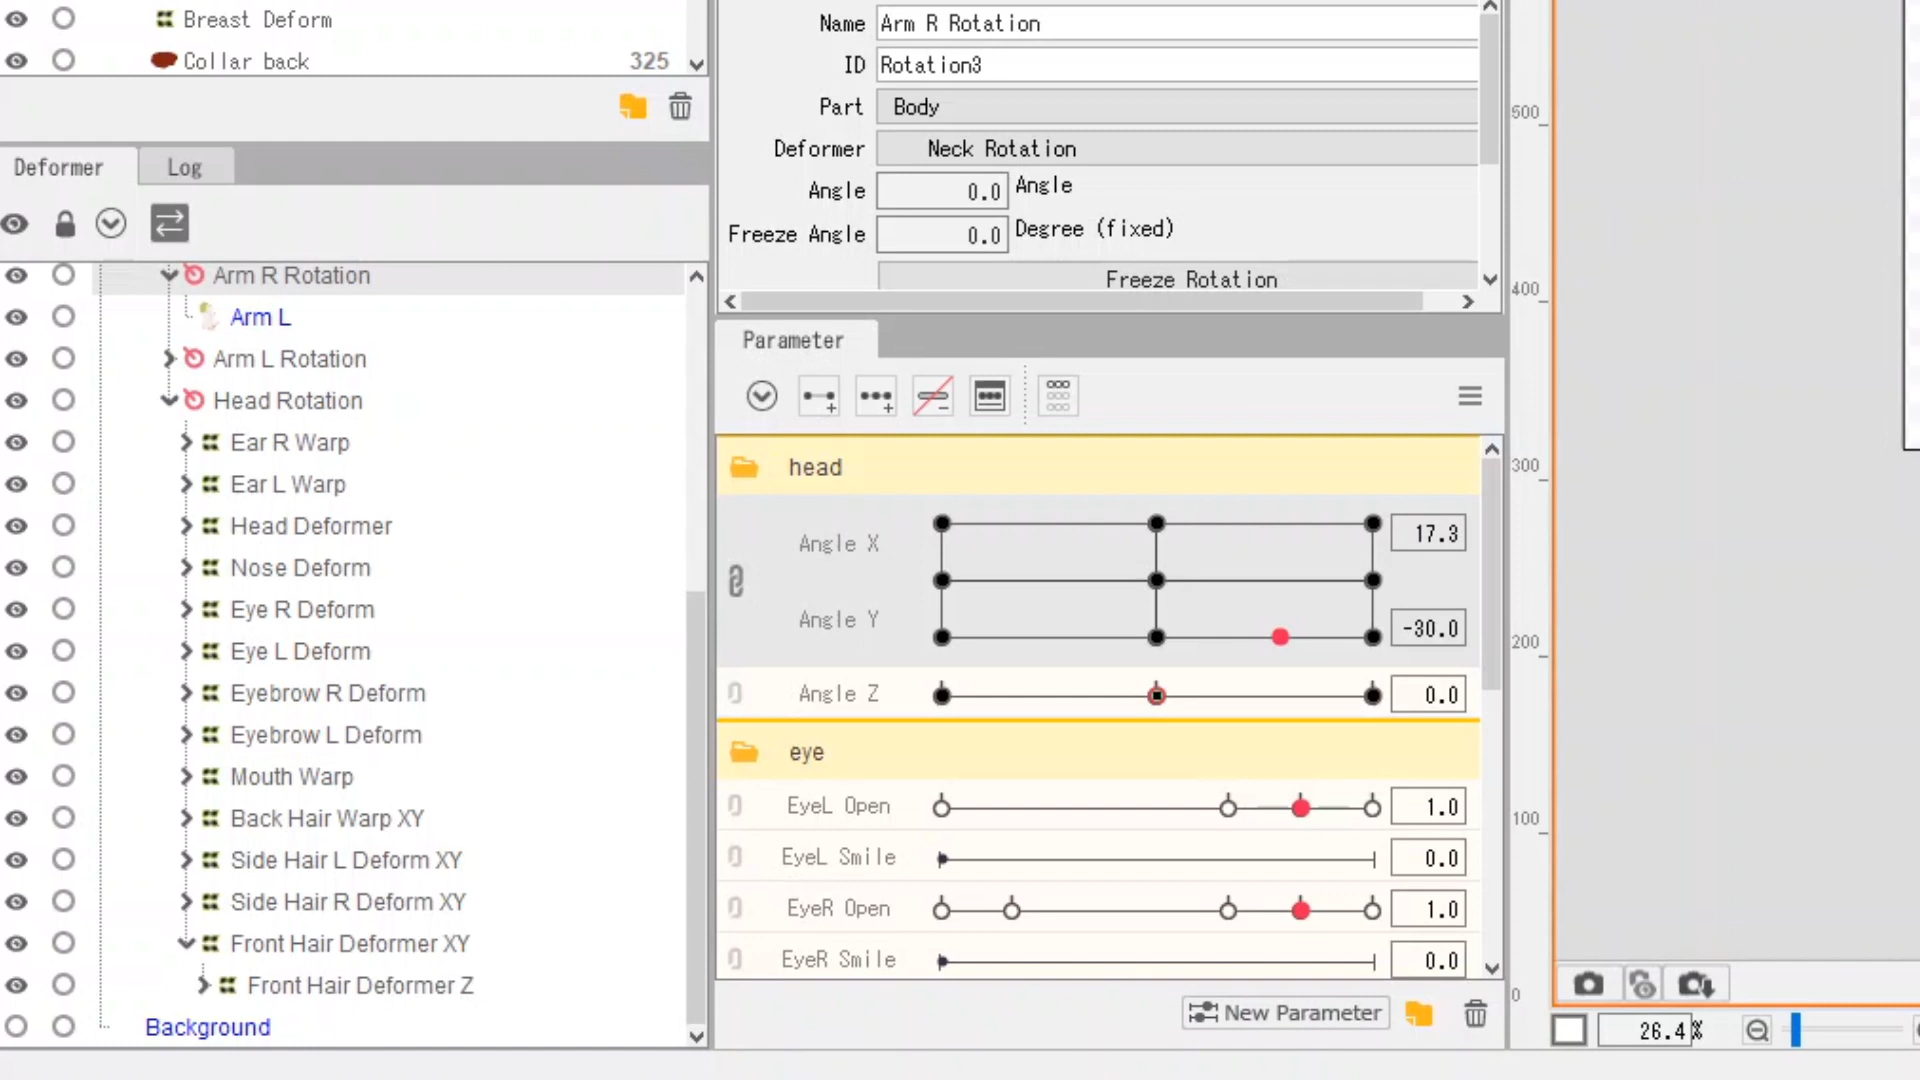 Breast Deform
Collar back 325
Deformer Log
Arm R Rotation
Arm L
Arm L Rotation
Head Rotation
Ear R Warp
Ear L Warp
Head Deformer
Nose Deform
Eye R Deform
Eye L Deform
Eyebrow R Deform
Eyebrow L Deform
Mouth Warp
Back Hair Warp XY
Side Hair L Deform XY
Side Hair R Deform XY
Front Hair Deformer XY
Front Hair Deformer Z
Background
Name Arm R Rotation
ID Rotation3
Part Body
Deformer Neck Rotation
Angle 0.0 Angle
Freeze Angle 0.0 Degree (fixed)
Freeze Rotation
Parameter
head
Angle X 17.3
Angle Y -30.0
Angle Z 0.0
eye
EyeL Open 1.0
EyeL Smile 0.0
EyeR Open 1.0
EyeR Smile 0.0
New Parameter
500
400
300
200
100
0
26.4%